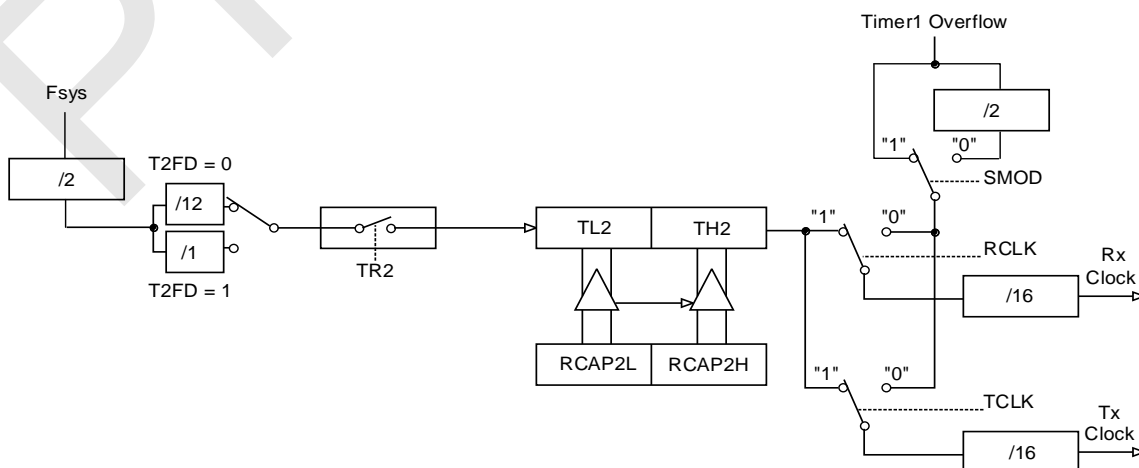 Timer1 Overflow
Fsys
/2
"1" "0"
T2FD = 0
/2
SMOD
/12
"1" "0"
TL2 TH2
/1
RCLK
Rx
Clock
TR2
T2FD = 1
/16
RCAP2L RCAP2H
"1" "0"
TCLK
Tx
Clock
/16